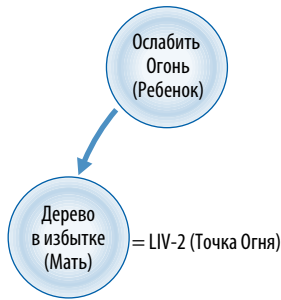 Ослабить
Огонь
(Ребенок)
Дерево
в избытке
(Мать)
= LIV-2 (Точка Огня)